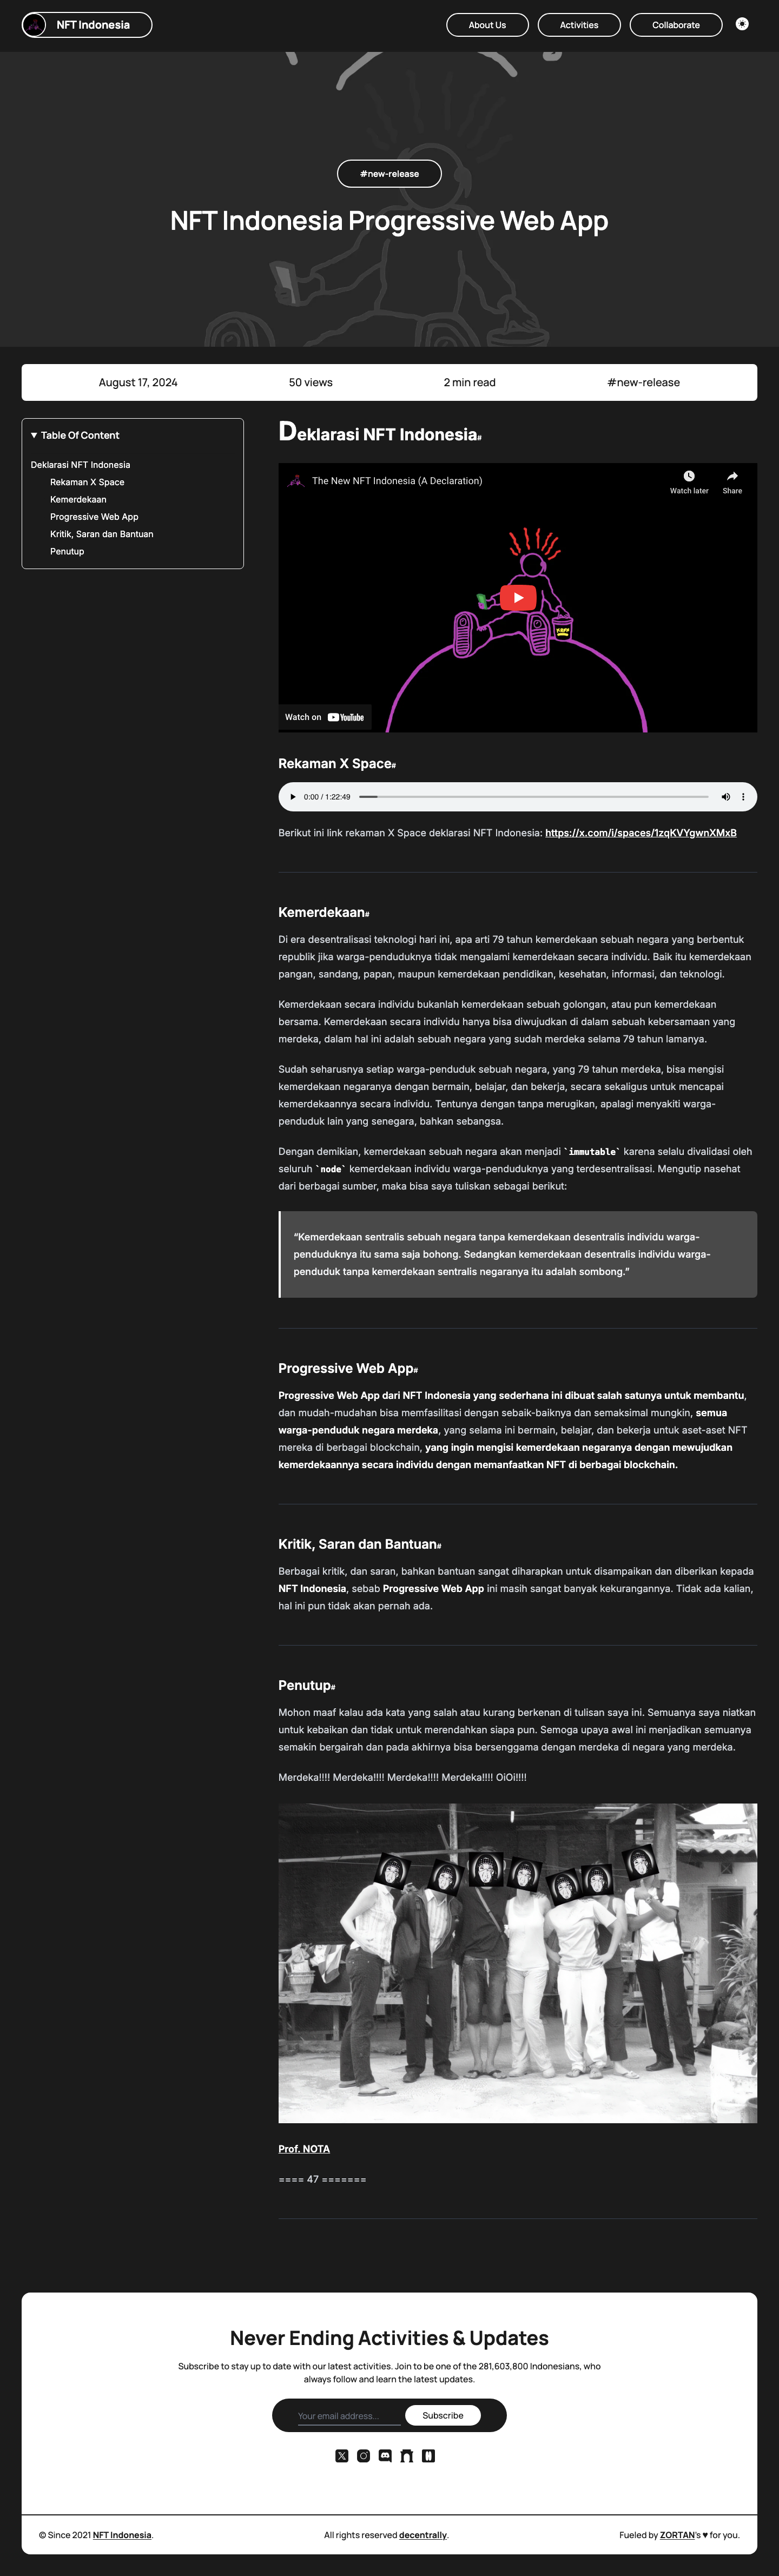 NFT Indonesia
About Us
Activities
Collaborate
#new-release
NFT Indonesia Progressive Web App
August 17, 2024
50 views
2 min read
#new-release
▼ Table Of Content
Deklarasi NFT Indonesia
Rekaman X Space
Kemerdekaan
Progressive Web App
Kritik, Saran dan Bantuan
Penutup
Deklarasi NFT Indonesia#
The New NFT Indonesia (A Declaration)
Watch later
Share
Watch on YouTube
Rekaman X Space#
0:00 / 1:22:49
Berikut ini link rekaman X Space deklarasi NFT Indonesia: https://x.com/i/spaces/1zqKVYgwnXMxB
Kemerdekaan#
Di era desentralisasi teknologi hari ini, apa arti 79 tahun kemerdekaan sebuah negara yang berbentuk
republik jika warga-penduduknya tidak mengalami kemerdekaan secara individu. Baik itu kemerdekaan
pangan, sandang, papan, maupun kemerdekaan pendidikan, kesehatan, informasi, dan teknologi.
Kemerdekaan secara individu bukanlah kemerdekaan sebuah golongan, atau pun kemerdekaan
bersama. Kemerdekaan secara individu hanya bisa diwujudkan di dalam sebuah kebersamaan yang
merdeka, dalam hal ini adalah sebuah negara yang sudah merdeka selama 79 tahun lamanya.
Sudah seharusnya setiap warga-penduduk sebuah negara, yang 79 tahun merdeka, bisa mengisi
kemerdekaan negaranya dengan bermain, belajar, dan bekerja, secara sekaligus untuk mencapai
kemerdekaannya secara individu. Tentunya dengan tanpa merugikan, apalagi menyakiti warga-
penduduk lain yang senegara, bahkan sebangsa.
Dengan demikian, kemerdekaan sebuah negara akan menjadi `immutable` karena selalu divalidasi oleh
seluruh `node` kemerdekaan individu warga-penduduknya yang terdesentralisasi. Mengutip nasehat
dari berbagai sumber, maka bisa saya tuliskan sebagai berikut:
“Kemerdekaan sentralis sebuah negara tanpa kemerdekaan desentralis individu warga-
penduduknya itu sama saja bohong. Sedangkan kemerdekaan desentralis individu warga-
penduduk tanpa kemerdekaan sentralis negaranya itu adalah sombong.”
Progressive Web App#
Progressive Web App dari NFT Indonesia yang sederhana ini dibuat salah satunya untuk membantu,
dan mudah-mudahan bisa memfasilitasi dengan sebaik-baiknya dan semaksimal mungkin, semua
warga-penduduk negara merdeka, yang selama ini bermain, belajar, dan bekerja untuk aset-aset NFT
mereka di berbagai blockchain, yang ingin mengisi kemerdekaan negaranya dengan mewujudkan
kemerdekaannya secara individu dengan memanfaatkan NFT di berbagai blockchain.
Kritik, Saran dan Bantuan#
Berbagai kritik, dan saran, bahkan bantuan sangat diharapkan untuk disampaikan dan diberikan kepada
NFT Indonesia, sebab Progressive Web App ini masih sangat banyak kekurangannya. Tidak ada kalian,
hal ini pun tidak akan pernah ada.
Penutup#
Mohon maaf kalau ada kata yang salah atau kurang berkenan di tulisan saya ini. Semuanya saya niatkan
untuk kebaikan dan tidak untuk merendahkan siapa pun. Semoga upaya awal ini menjadikan semuanya
semakin bergairah dan pada akhirnya bisa bersenggama dengan merdeka di negara yang merdeka.
Merdeka!!!! Merdeka!!!! Merdeka!!!! Merdeka!!!! OiOi!!!!
Prof. NOTA
==== 47 =======
Never Ending Activities & Updates
Subscribe to stay up to date with our latest activities. Join to be one of the 281,603,800 Indonesians, who
always follow and learn the latest updates.
Your email address...
Subscribe
© Since 2021 NFT Indonesia.
All rights reserved decentrally.
Fueled by ZORTAN's ♥ for you.